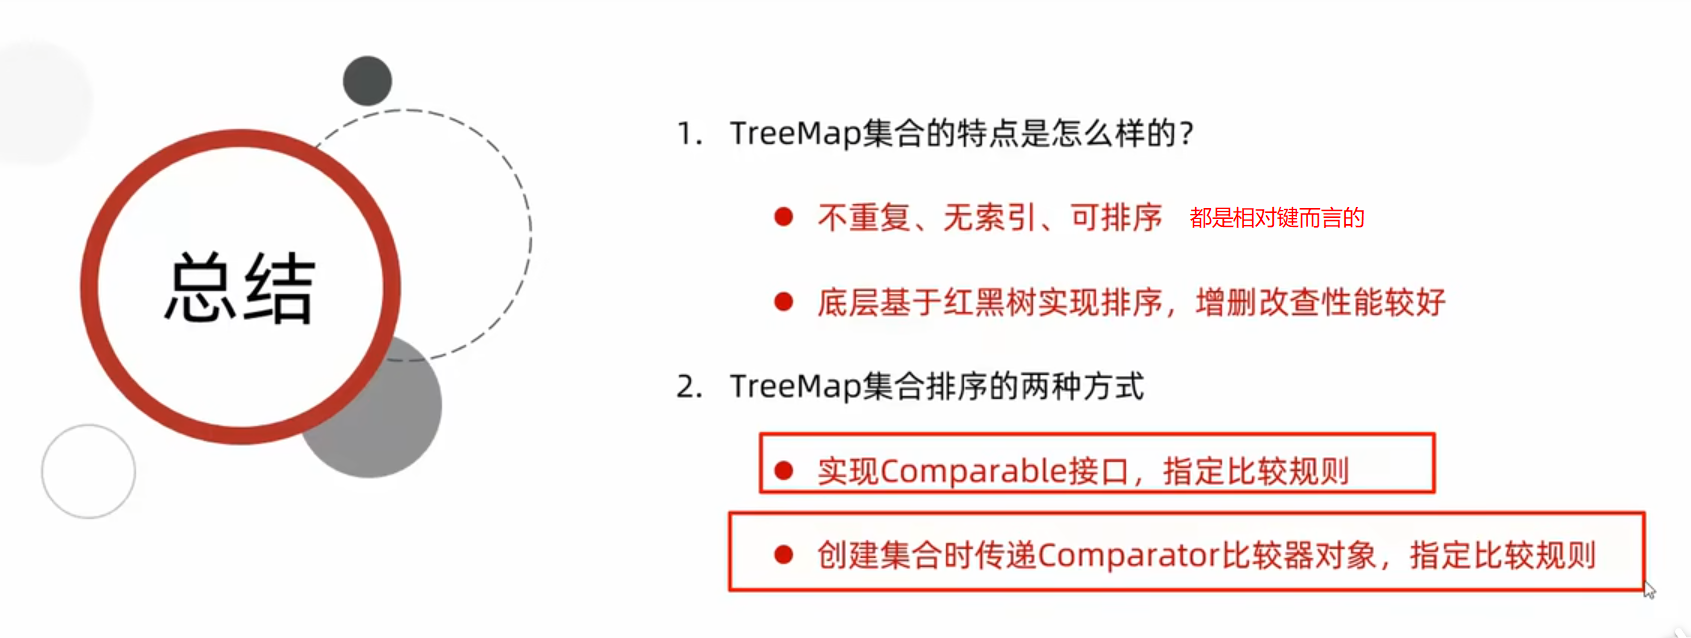 总结
1. TreeMap集合的特点是怎么样的?
● 不重复、无索引、可排序 都是相对键而言的
● 底层基于红黑树实现排序，增删改查性能较好
2. TreeMap集合排序的两种方式
● 实现Comparable接口，指定比较规则
● 创建集合时传递Comparator比较器对象，指定比较规则